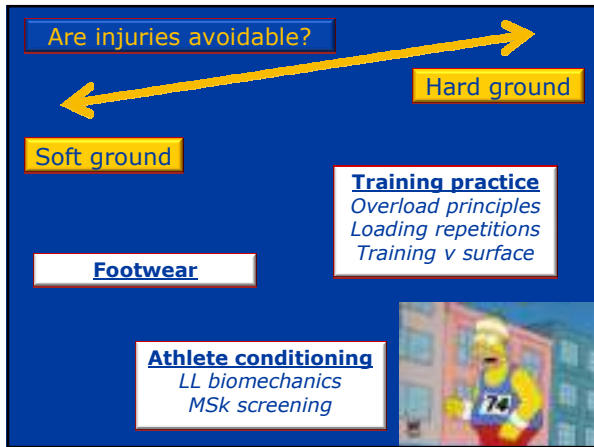 Are injuries avoidable?
Hard ground
Soft ground
Training practice
Overload principles
Loading repetitions
Training v surface
Footwear
Athlete conditioning
LL biomechanics
MSk screening
74